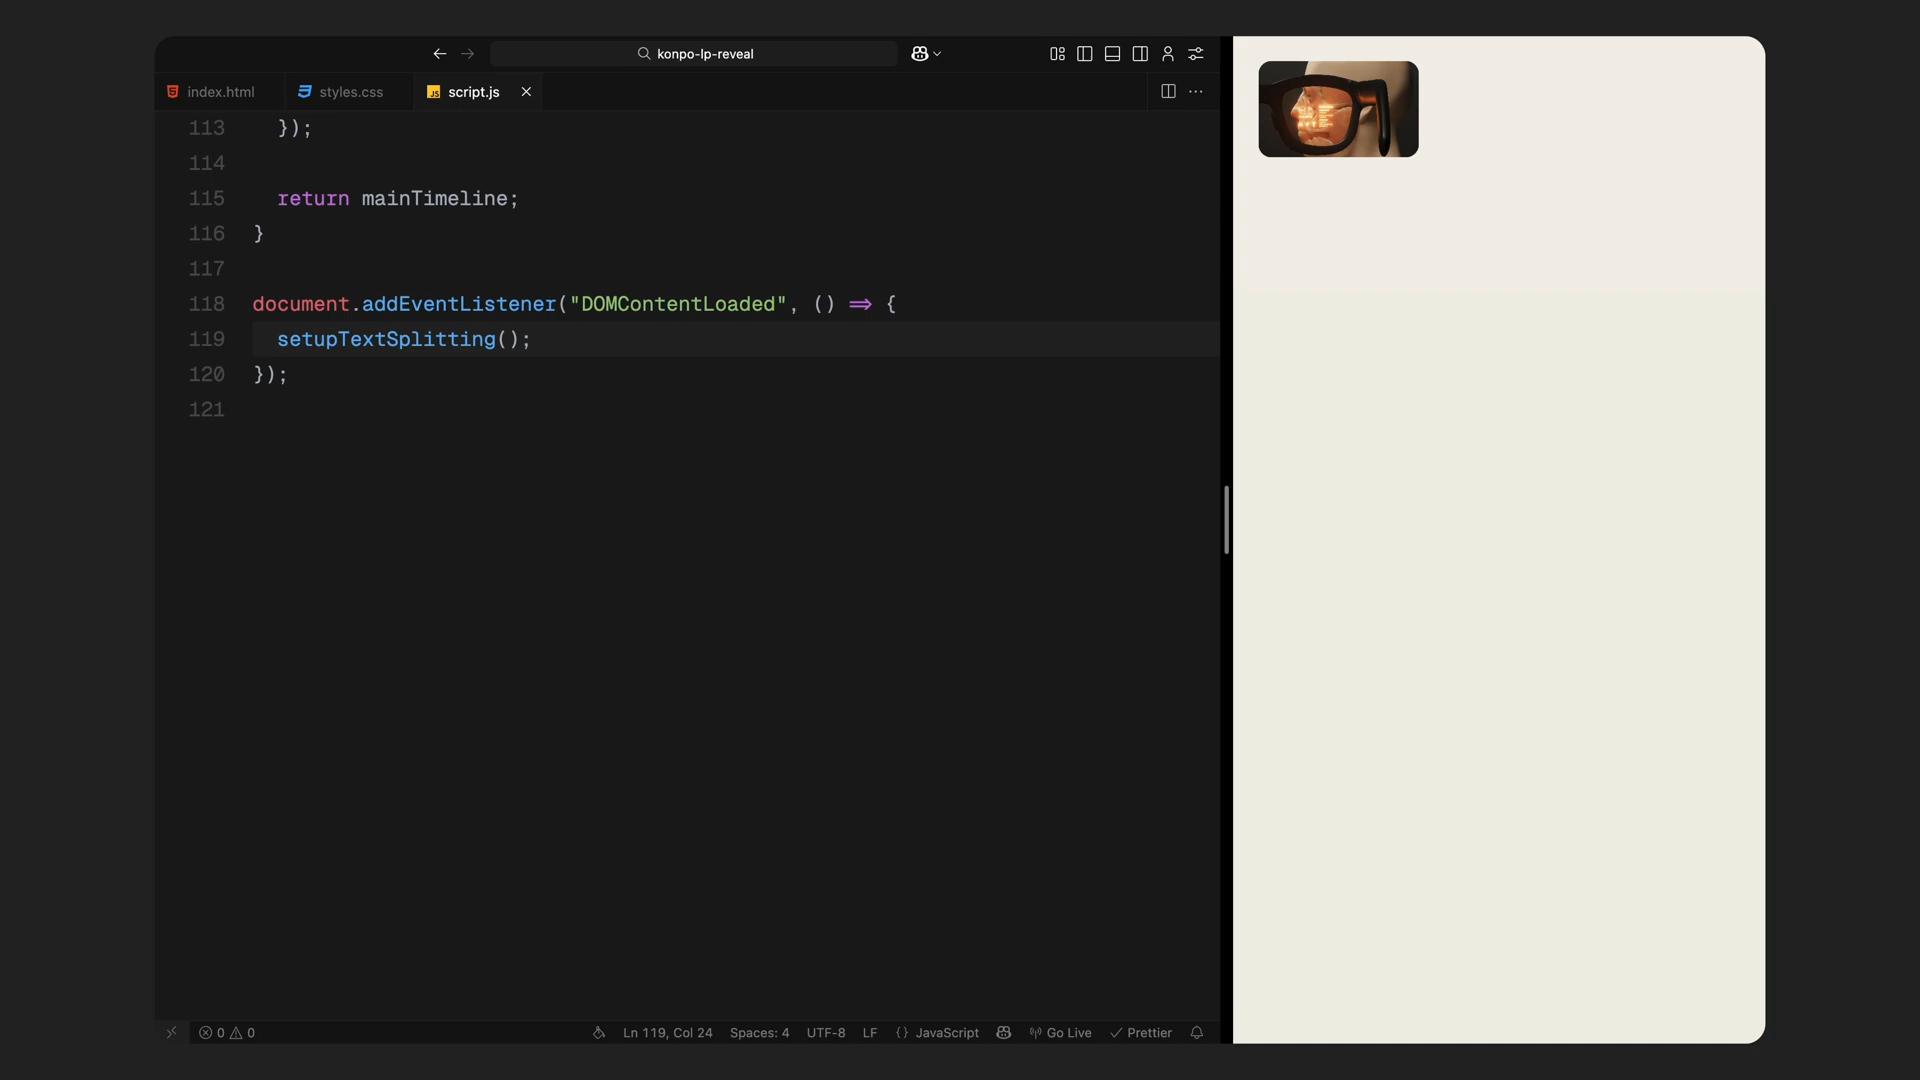 konpo-lp-reveal
index.html
styles.css
JS script.js
113 });
114
115 return mainTimeline;
116 }
117
118 document.addEventListener("DOMContentLoaded", () => {
119 setupTextSplitting();
120 });
121
0 0 Ln 119, Col 24 Spaces: 4 UTF-8 LF {} JavaScript Go Live Prettier